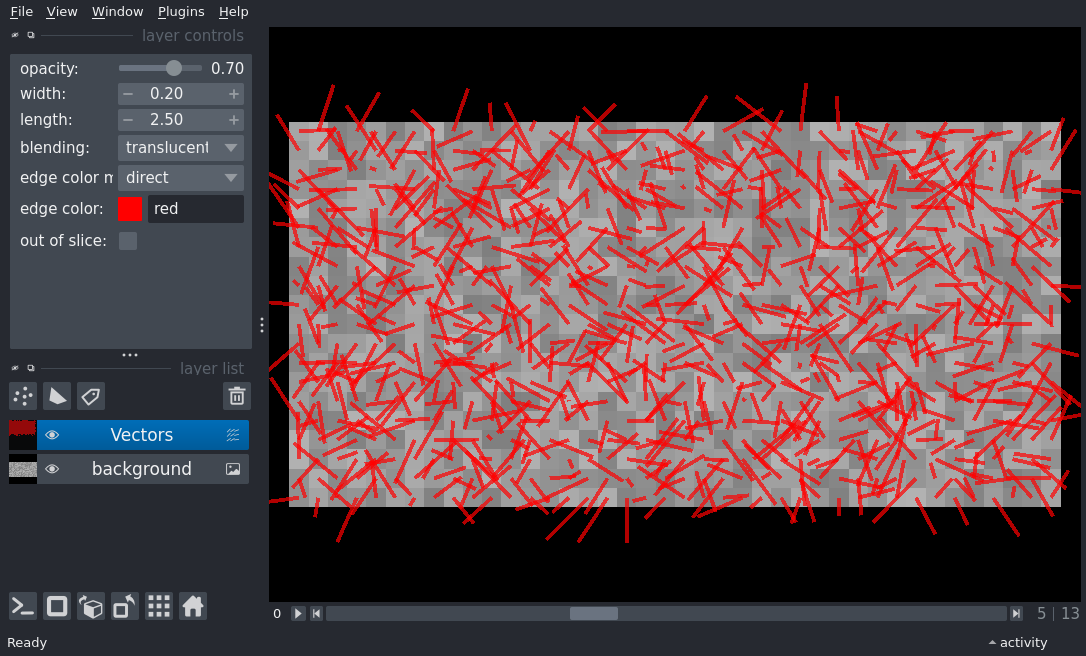 File View Window Plugins Help
layer controls
opacity: 0.70
width: 0.20
length: 2.50
blending: translucent
edge color m direct
edge color: red
out of slice:
layer list
Vectors
background
0 5 13
Ready activity